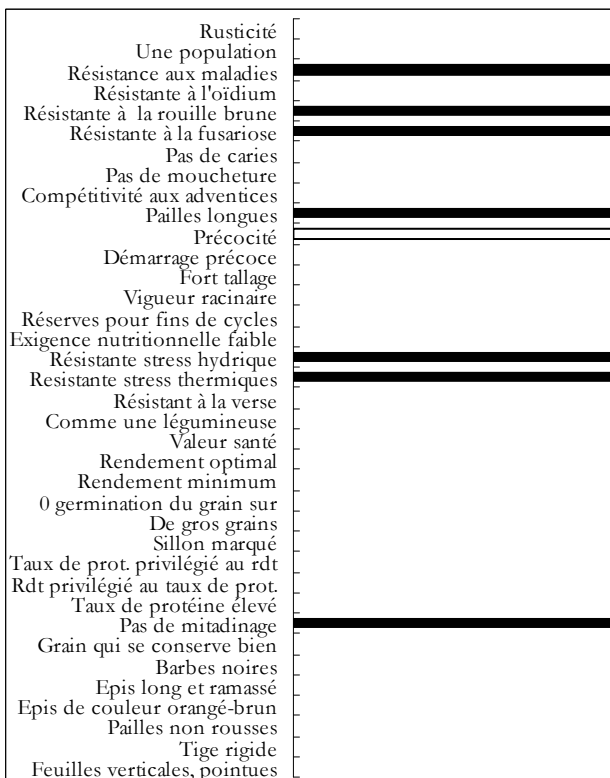 Rusticité
Une population
Résistance aux maladies
Résistante à l'oïdium
Résistante à la rouille brune
Résistante à la fusariose
Pas de caries
Pas de moucheture
Compétitivité aux adventices
Pailles longues
Précocité
Démarrage précoce
Fort tallage
Vigueur racinaire
Réserves pour fins de cycles
Exigence nutritionnelle faible
Résistante stress hydrique
Resistante stress thermiques
Résistant à la verse
Comme une légumineuse
Valeur santé
Rendement optimal
Rendement minimum
0 germination du grain sur
De gros grains
Sillon marqué
Taux de prot. privilégié au rdt
Rdt privilégié au taux de prot.
Taux de protéine élevé
Pas de mitadinage
Grain qui se conserve bien
Barbes noires
Epis long et ramassé
Epis de couleur orangé-brun
Pailles non rousses
Tige rigide
Feuilles verticales, pointues